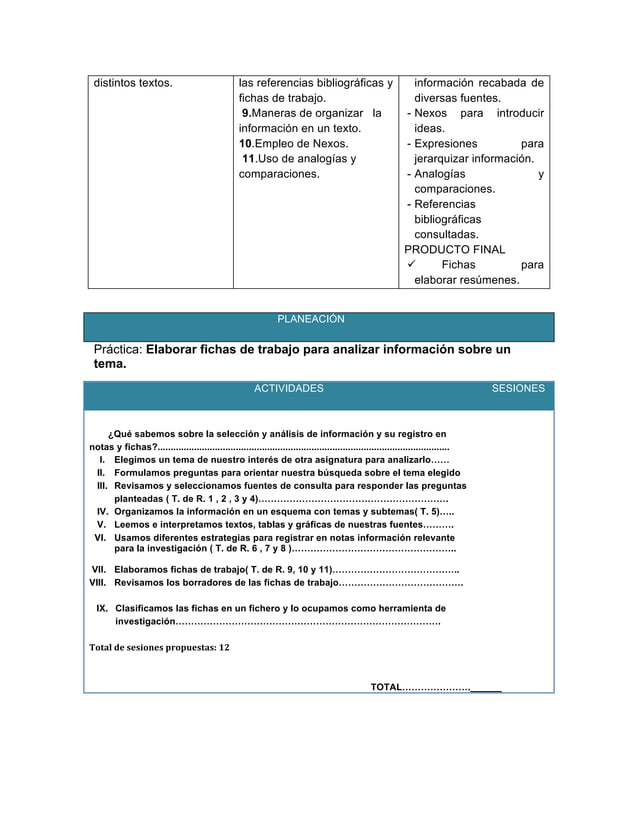 distintos textos.
las referencias bibliográficas y
fichas de trabajo.
9.Maneras de organizar la
información en un texto.
10.Empleo de Nexos.
11.Uso de analogías y
comparaciones.
información recabada de
diversas fuentes.
- Nexos para introducir
ideas.
- Expresiones para
jerarquizar información.
- Analogías y
comparaciones.
- Referencias
bibliográficas
consultadas.
PRODUCTO FINAL
✓ Fichas para
elaborar resúmenes.
PLANEACIÓN
Práctica: Elaborar fichas de trabajo para analizar información sobre un
tema.
ACTIVIDADES SESIONES
¿Qué sabemos sobre la selección y análisis de información y su registro en
notas y fichas?................................................................................................................
I. Elegimos un tema de nuestro interés de otra asignatura para analizarlo……
II. Formulamos preguntas para orientar nuestra búsqueda sobre el tema elegido
III. Revisamos y seleccionamos fuentes de consulta para responder las preguntas
planteadas ( T. de R. 1 , 2 , 3 y 4)…………………………………………………….
IV. Organizamos la información en un esquema con temas y subtemas( T. 5)…..
V. Leemos e interpretamos textos, tablas y gráficas de nuestras fuentes……….
VI. Usamos diferentes estrategias para registrar en notas información relevante
para la investigación ( T. de R. 6 , 7 y 8 )……………………………………………..
VII. Elaboramos fichas de trabajo( T. de R. 9, 10 y 11)…………………………………..
VIII. Revisamos los borradores de las fichas de trabajo………………………………….
IX. Clasificamos las fichas en un fichero y lo ocupamos como herramienta de
investigación………………………………………………………………………….
Total de sesiones propuestas: 12
TOTAL………………….______